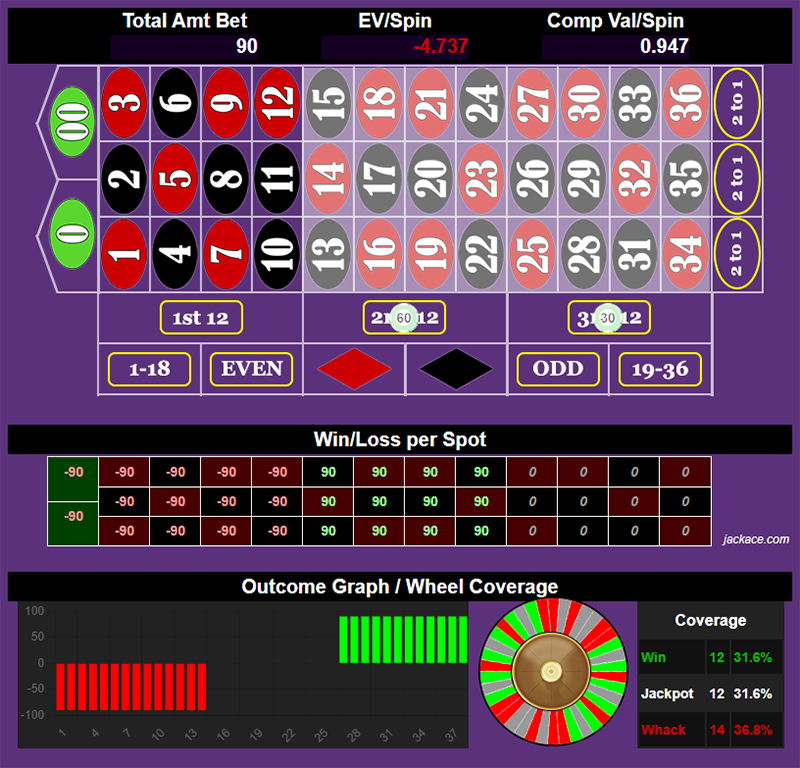 Total Amt Bet EV/Spin Comp Val/Spin
90 -4.737 0.947
00 3 6 9 12 15 18 21 24 27 30 33 36 2 to 1
2 5 8 11 14 17 20 23 26 29 32 35 2 to 1
0 1 4 7 10 13 16 19 22 25 28 31 34 2 to 1
1st 12 2n 60 12 3r 30 12
1-18 EVEN ODD 19-36
Win/Loss per Spot
-90 -90 -90 -90 -90 90 90 90 90 0 0 0 0
-90 -90 -90 -90 90 90 90 90 0 0 0 0
-90 -90 -90 -90 -90 90 90 90 90 0 0 0 0
jackace.com
Outcome Graph / Wheel Coverage
100
50
0
-50
-100
1 4 7 10 13 16 19 22 25 28 31 34 37
Coverage
Win 12 31.6%
Jackpot 12 31.6%
Whack 14 36.8%